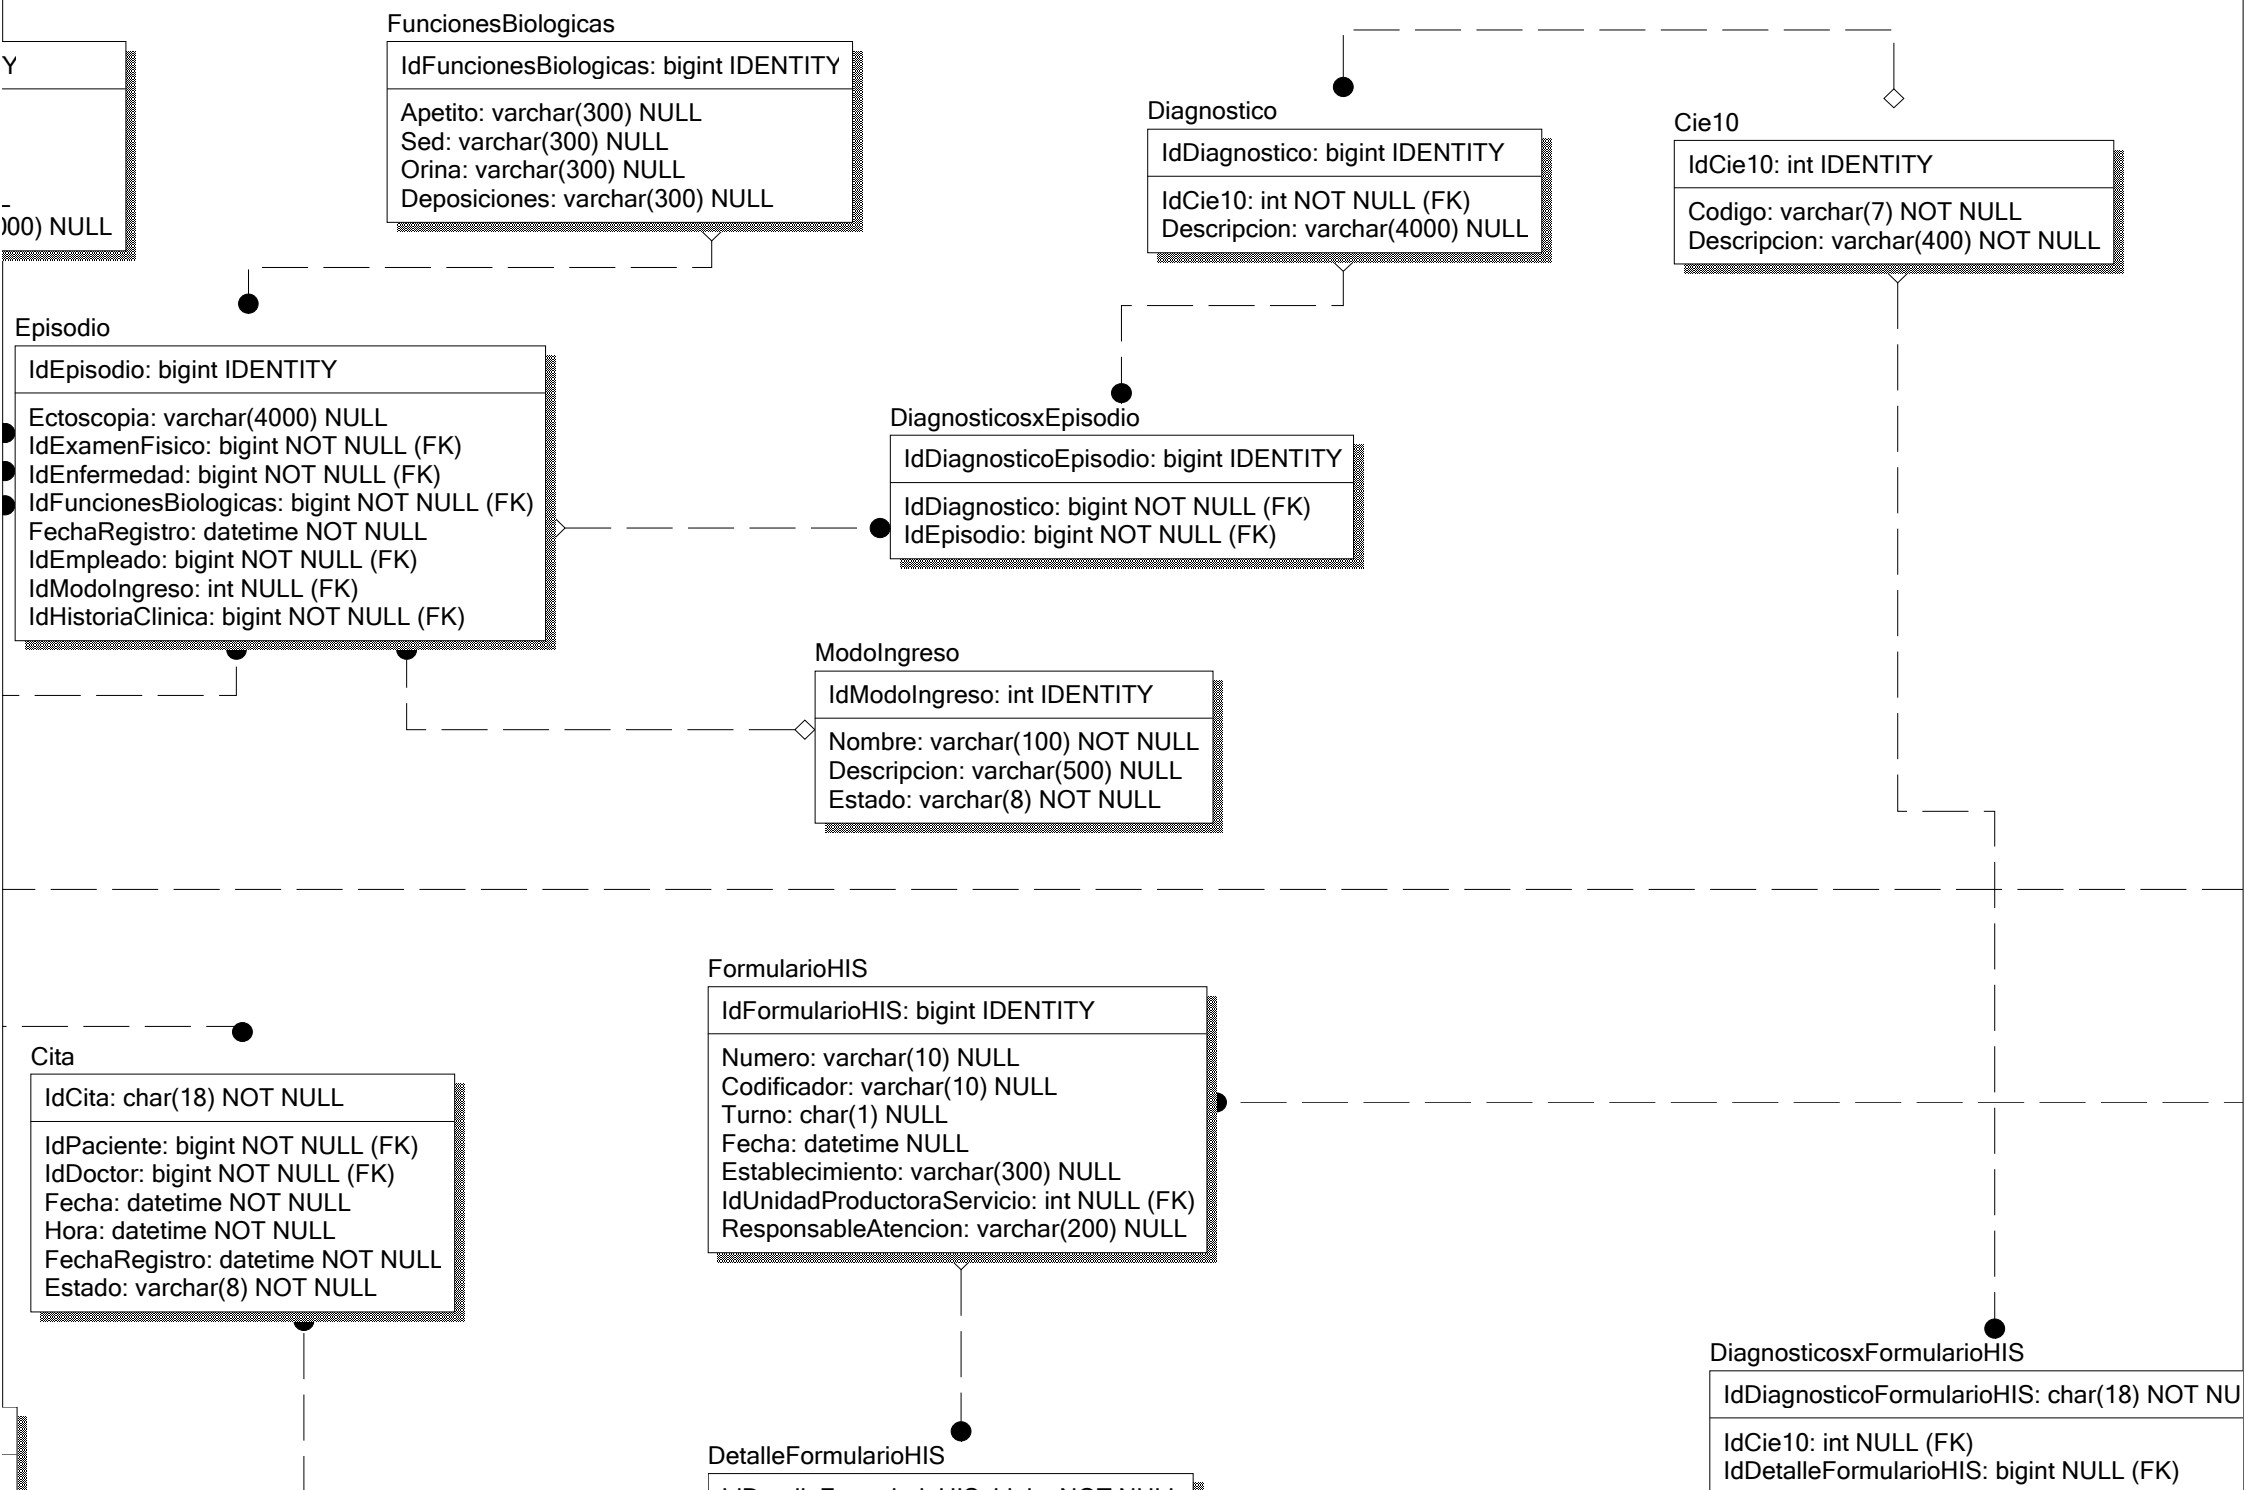 Y
00) NULL
FuncionesBiologicas
IdFuncionesBiologicas: bigint IDENTITY
Apetito: varchar(300) NULL
Sed: varchar(300) NULL
Orina: varchar(300) NULL
Deposiciones: varchar(300) NULL
Diagnostico
IdDiagnostico: bigint IDENTITY
IdCie10: int NOT NULL (FK)
Descripcion: varchar(4000) NULL
Cie10
IdCie10: int IDENTITY
Codigo: varchar(7) NOT NULL
Descripcion: varchar(400) NOT NULL
Episodio
IdEpisodio: bigint IDENTITY
Ectoscopia: varchar(4000) NULL
IdExamenFisico: bigint NOT NULL (FK)
IdEnfermedad: bigint NOT NULL (FK)
IdFuncionesBiologicas: bigint NOT NULL (FK)
FechaRegistro: datetime NOT NULL
IdEmpleado: bigint NOT NULL (FK)
IdModoIngreso: int NULL (FK)
IdHistoriaClinica: bigint NOT NULL (FK)
DiagnosticosxEpisodio
IdDiagnosticoEpisodio: bigint IDENTITY
IdDiagnostico: bigint NOT NULL (FK)
IdEpisodio: bigint NOT NULL (FK)
ModoIngreso
IdModoIngreso: int IDENTITY
Nombre: varchar(100) NOT NULL
Descripcion: varchar(500) NULL
Estado: varchar(8) NOT NULL
FormularioHIS
IdFormularioHIS: bigint IDENTITY
Numero: varchar(10) NULL
Codificador: varchar(10) NULL
Turno: char(1) NULL
Fecha: datetime NULL
Establecimiento: varchar(300) NULL
IdUnidadProductoraServicio: int NULL (FK)
ResponsableAtencion: varchar(200) NULL
Cita
IdCita: char(18) NOT NULL
IdPaciente: bigint NOT NULL (FK)
IdDoctor: bigint NOT NULL (FK)
Fecha: datetime NOT NULL
Hora: datetime NOT NULL
FechaRegistro: datetime NOT NULL
Estado: varchar(8) NOT NULL
DiagnosticosxFormularioHIS
IdDiagnosticoFormularioHIS: char(18) NOT NU
IdCie10: int NULL (FK)
IdDetalleFormularioHIS: bigint NULL (FK)
DetalleFormularioHIS